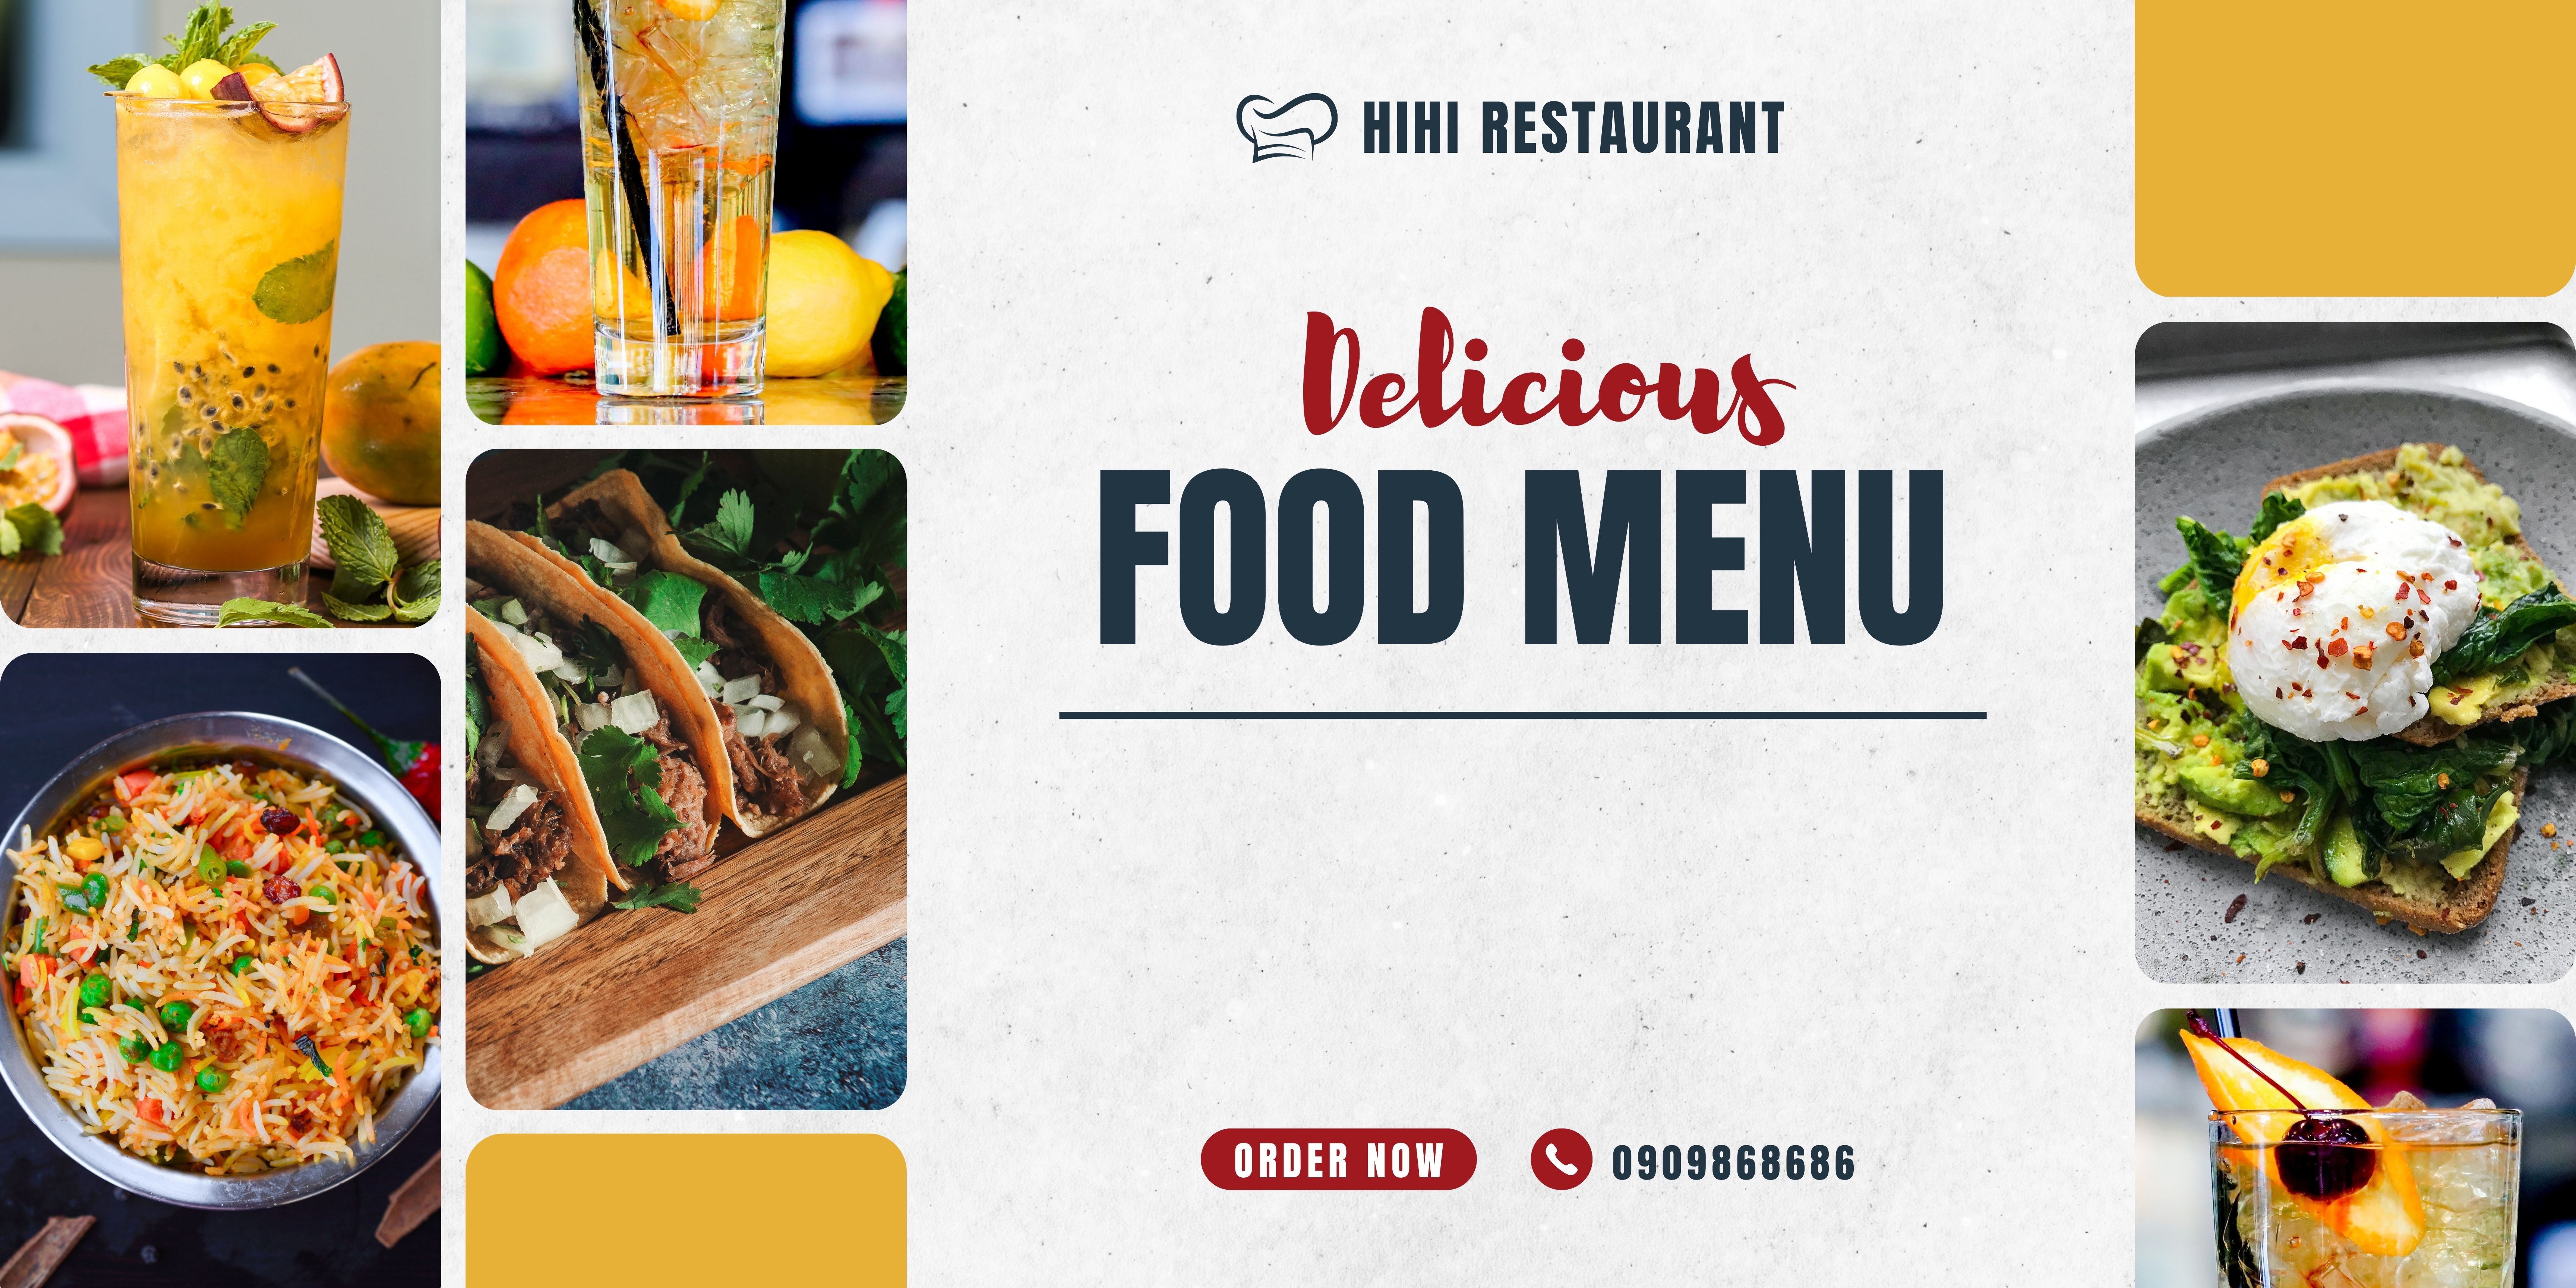 HIHI RESTAURANT
Delicious
FOOD MENU
ORDER NOW
0909868686